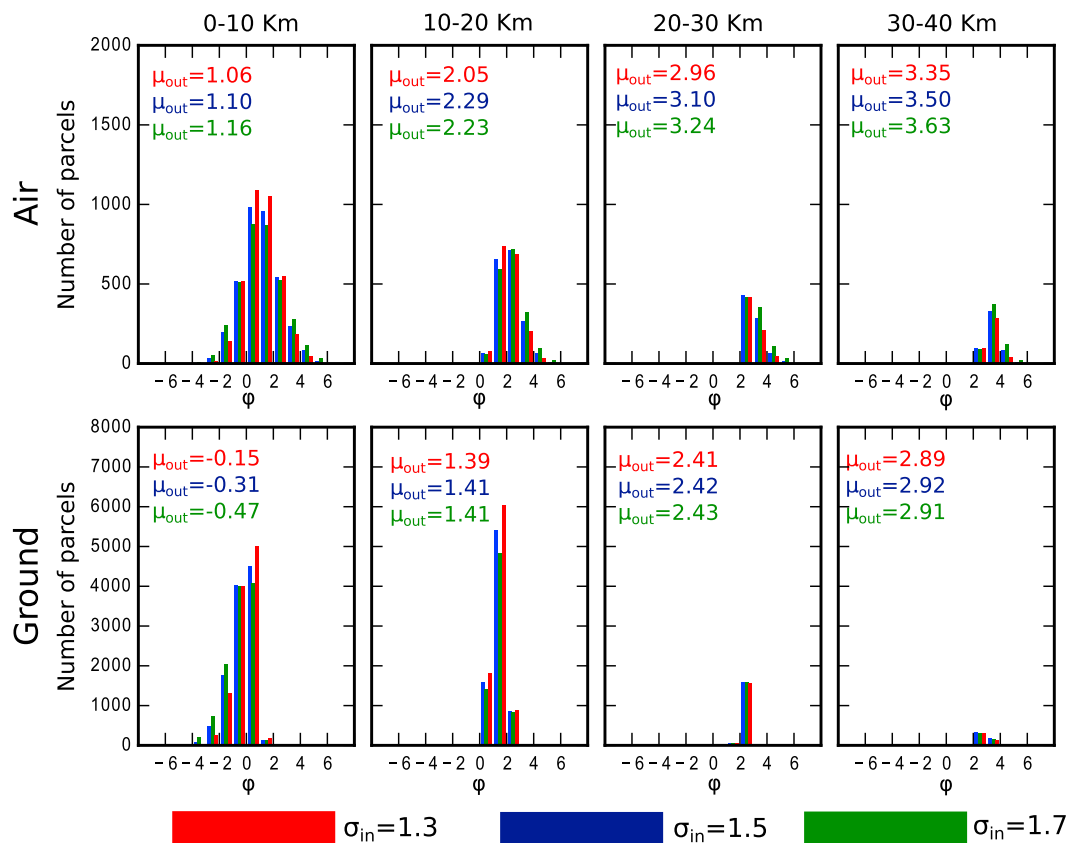 0-10 Km 10-20 Km 20-30 Km 30-40 Km
Air
Number of parcels
2000
1500
1000
500
0
μout=1.06
μout=1.10
μout=1.16
μout=2.05
μout=2.29
μout=2.23
μout=2.96
μout=3.10
μout=3.24
μout=3.35
μout=3.50
μout=3.63
−6 −4 −2 0 2 4 6 −6 −4 −2 0 2 4 6 −6 −4 −2 0 2 4 6 −6 −4 −2 0 2 4 6
φ φ φ φ
Ground
Number of parcels
8000
7000
6000
5000
4000
3000
2000
1000
0
μout=-0.15
μout=-0.31
μout=-0.47
μout=1.39
μout=1.41
μout=1.41
μout=2.41
μout=2.42
μout=2.43
μout=2.89
μout=2.92
μout=2.91
−6 −4 −2 0 2 4 6 −6 −4 −2 0 2 4 6 −6 −4 −2 0 2 4 6 −6 −4 −2 0 2 4 6
φ φ φ φ
σin=1.3 σin=1.5 σin=1.7